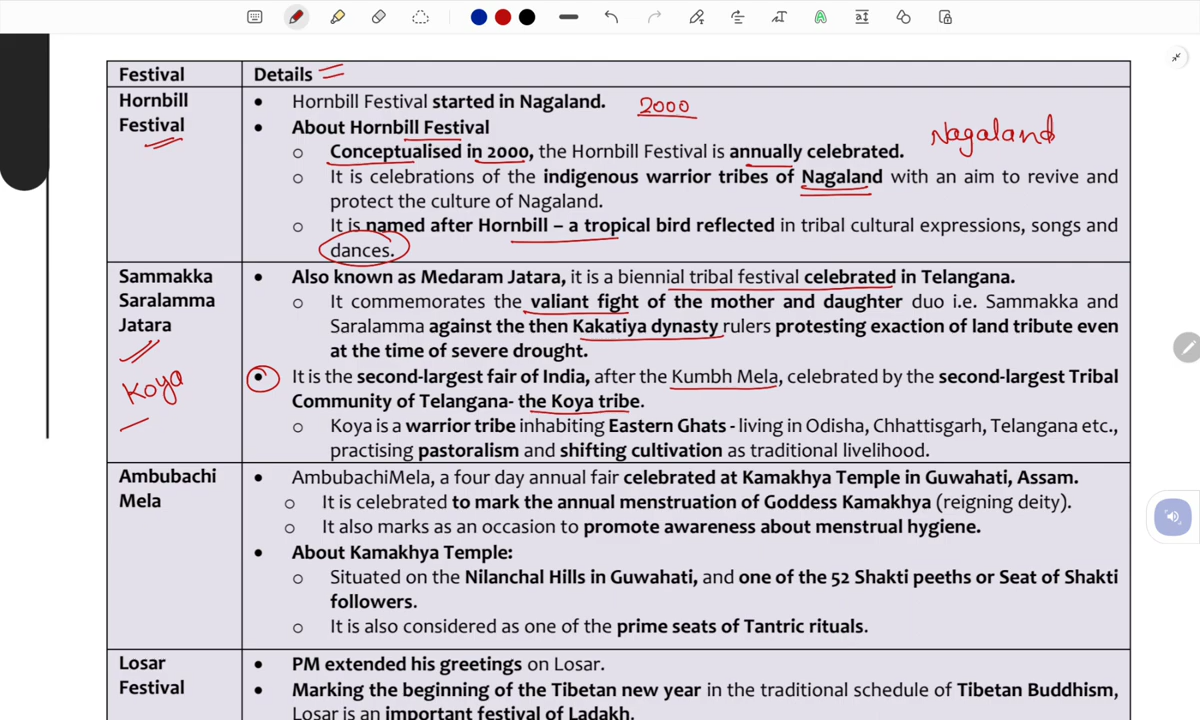 Festival Details
Hornbill Festival
• Hornbill Festival started in Nagaland. 2000
• About Hornbill Festival
Nagaland
o Conceptualised in 2000, the Hornbill Festival is annually celebrated.
o It is celebrations of the indigenous warrior tribes of Nagaland with an aim to revive and
protect the culture of Nagaland.
o It is named after Hornbill – a tropical bird reflected in tribal cultural expressions, songs and
dances.
Sammakka
Saralamma
Jatara
Koya
• Also known as Medaram Jatara, it is a biennial tribal festival celebrated in Telangana.
o It commemorates the valiant fight of the mother and daughter duo i.e. Sammakka and
Saralamma against the then Kakatiya dynasty rulers protesting exaction of land tribute even
at the time of severe drought.
• It is the second-largest fair of India, after the Kumbh Mela, celebrated by the second-largest Tribal
Community of Telangana- the Koya tribe.
o Koya is a warrior tribe inhabiting Eastern Ghats - living in Odisha, Chhattisgarh, Telangana etc.,
practising pastoralism and shifting cultivation as traditional livelihood.
Ambubachi
Mela
• AmbubachiMela, a four day annual fair celebrated at Kamakhya Temple in Guwahati, Assam.
o It is celebrated to mark the annual menstruation of Goddess Kamakhya (reigning deity).
o It also marks as an occasion to promote awareness about menstrual hygiene.
• About Kamakhya Temple:
o Situated on the Nilanchal Hills in Guwahati, and one of the 52 Shakti peeths or Seat of Shakti
followers.
o It is also considered as one of the prime seats of Tantric rituals.
Losar
Festival
• PM extended his greetings on Losar.
• Marking the beginning of the Tibetan new year in the traditional schedule of Tibetan Buddhism,
Losar is an important festival of Ladakh.